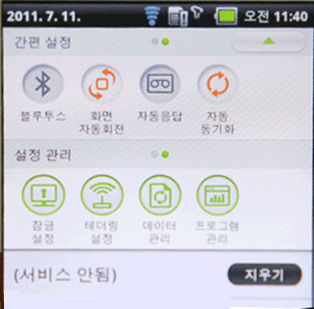 2011. 7. 11. 오전 11:40
간편 설정
블루투스 화면 자동응답 자동
자동회전 동기화
설정 관리
잠금 테더링 데이터 프로그램
설정 설정 관리 관리
(서비스 안됨) 지우기